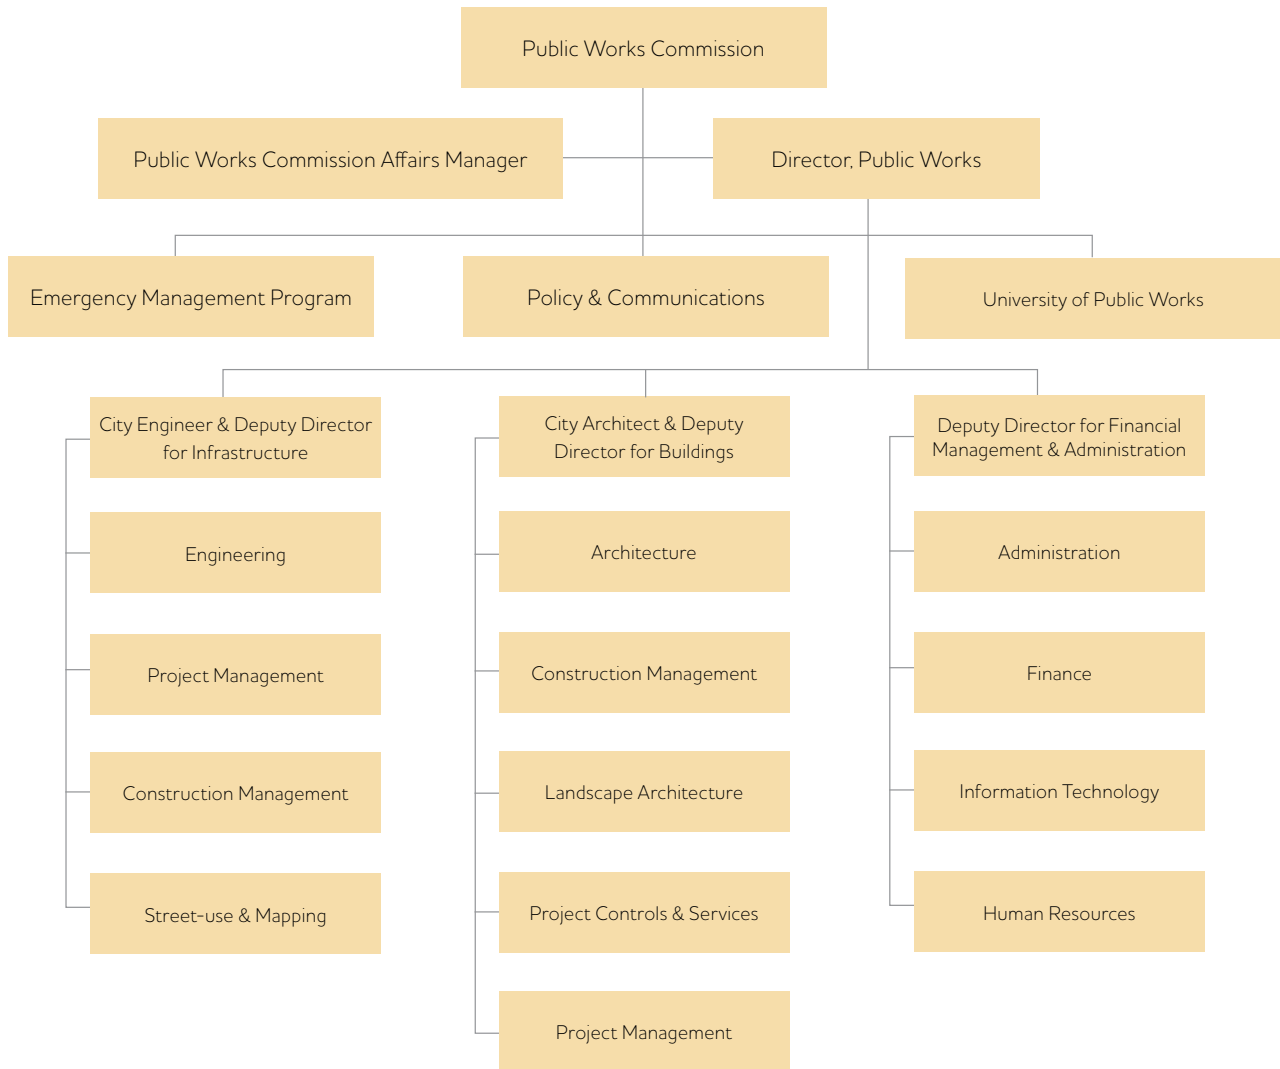 Public Works Commission
Public Works Commission Affairs Manager
Director, Public Works
Emergency Management Program
Policy & Communications
University of Public Works
City Engineer & Deputy Director
for Infrastructure
Engineering
Project Management
Construction Management
Street-use & Mapping
City Architect & Deputy
Director for Buildings
Architecture
Construction Management
Landscape Architecture
Project Controls & Services
Project Management
Deputy Director for Financial
Management & Administration
Administration
Finance
Information Technology
Human Resources